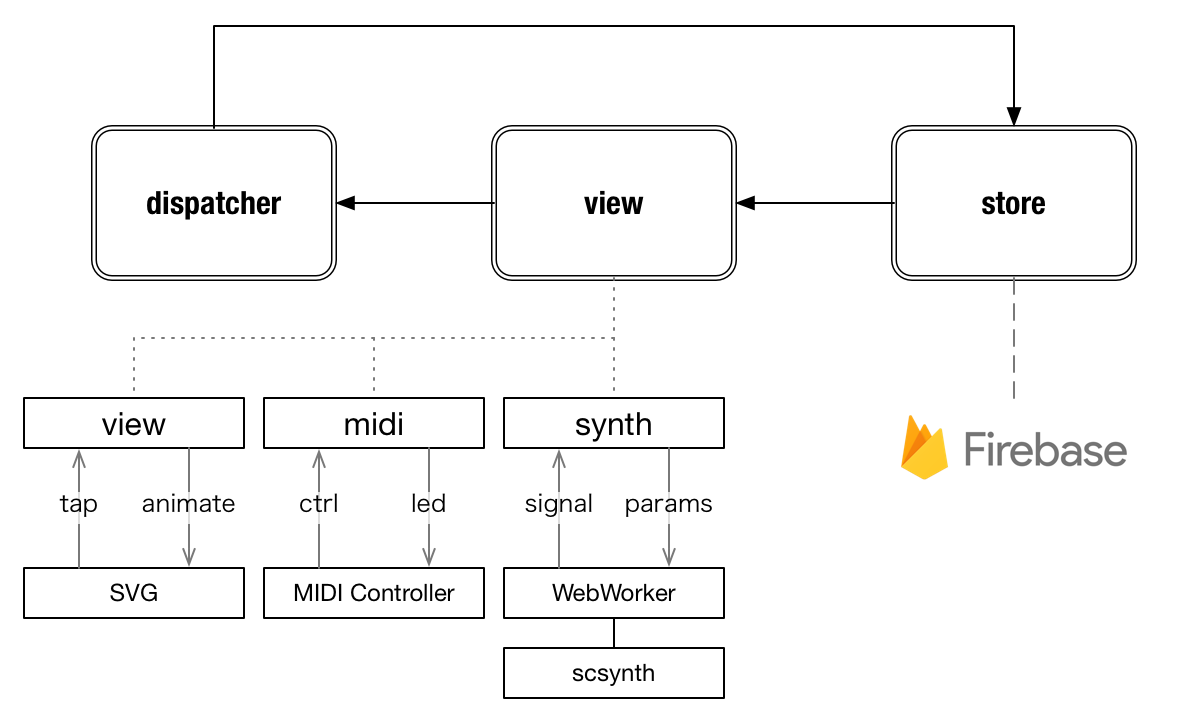 dispatcher
view
store
view
midi
synth
Firebase
tap
animate
ctrl
led
signal
params
SVG
MIDI Controller
WebWorker
scsynth